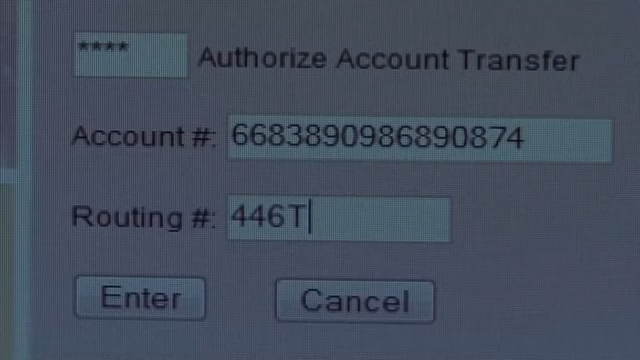 **** Authorize Account Transfer
Account #: 6683890986890874
Routing #: 446T
Enter Cancel